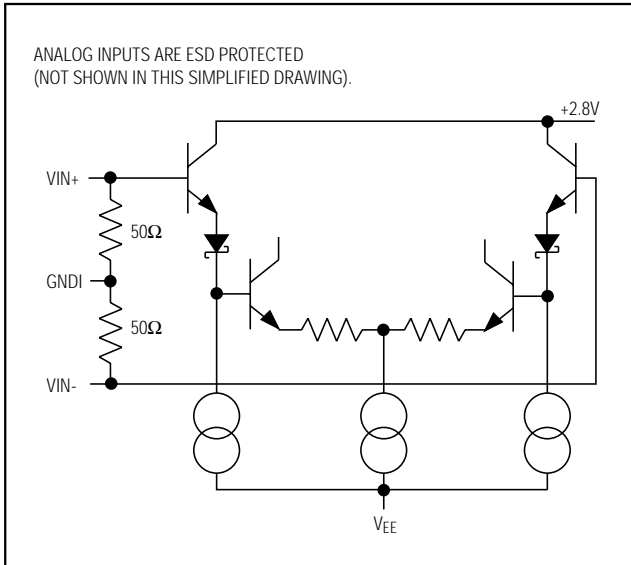 ANALOG INPUTS ARE ESD PROTECTED
(NOT SHOWN IN THIS SIMPLIFIED DRAWING).
+2.8V
VIN+
50Ω
GNDI
50Ω
VIN-
VEE